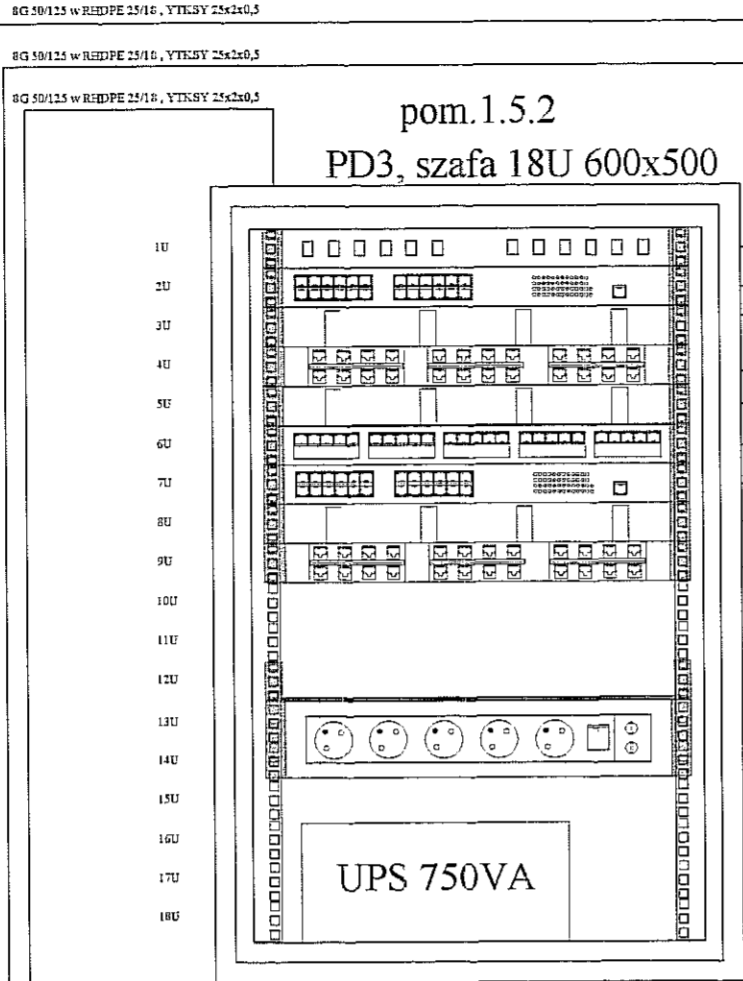 8G 50/125 w RHDPE 25/18 , YTKSY 25x2x0,5
8G 50/125 w RHDPE 25/18 , YTKSY 25x2x0,5
8G 50/125 w RHDPE 25/18 , YTKSY 25x2x0,5
pom.1.5.2
PD3, szafa 18U 600x500
1U
2U
3U
4U
5U
6U
7U
8U
9U
10U
11U
12U
13U
14U
15U
16U
17U
18U
UPS 750VA